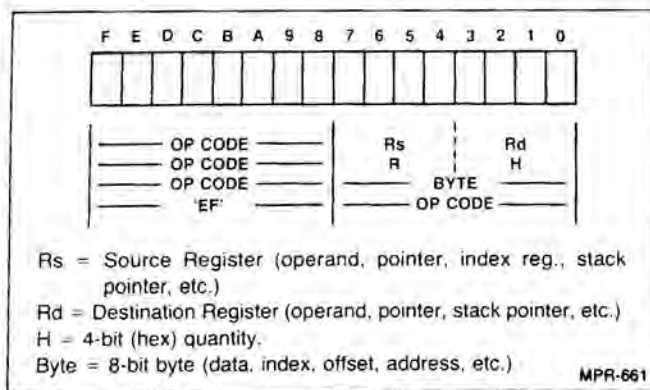 F E D C B A 9 8 7 6 5 4 3 2 1 0
OP CODE Rs Rd
OP CODE R H
OP CODE BYTE
'EF' OP CODE
Rs = Source Register (operand, pointer, index reg., stack
pointer, etc.)
Rd = Destination Register (operand, pointer, stack pointer, etc.)
H = 4-bit (hex) quantity.
Byte = 8-bit byte (data, index, offset, address, etc.)
MPR-661